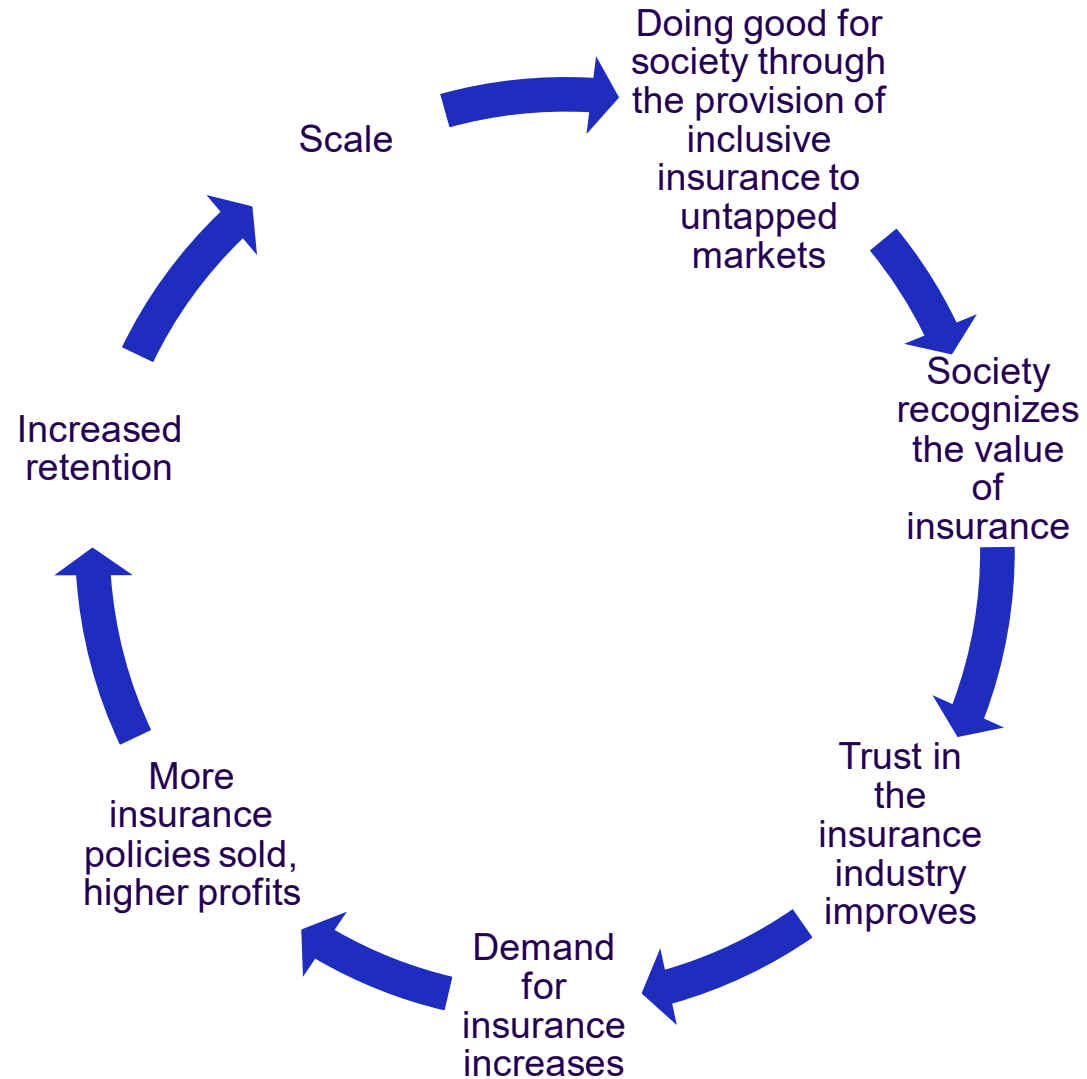 Doing good for
society through
the provision of
inclusive
insurance to
untapped
markets
Society
recognizes
the value
of
insurance
Trust in
the
insurance
industry
improves
Demand
for
insurance
increases
More
insurance
policies sold,
higher profits
Increased
retention
Scale